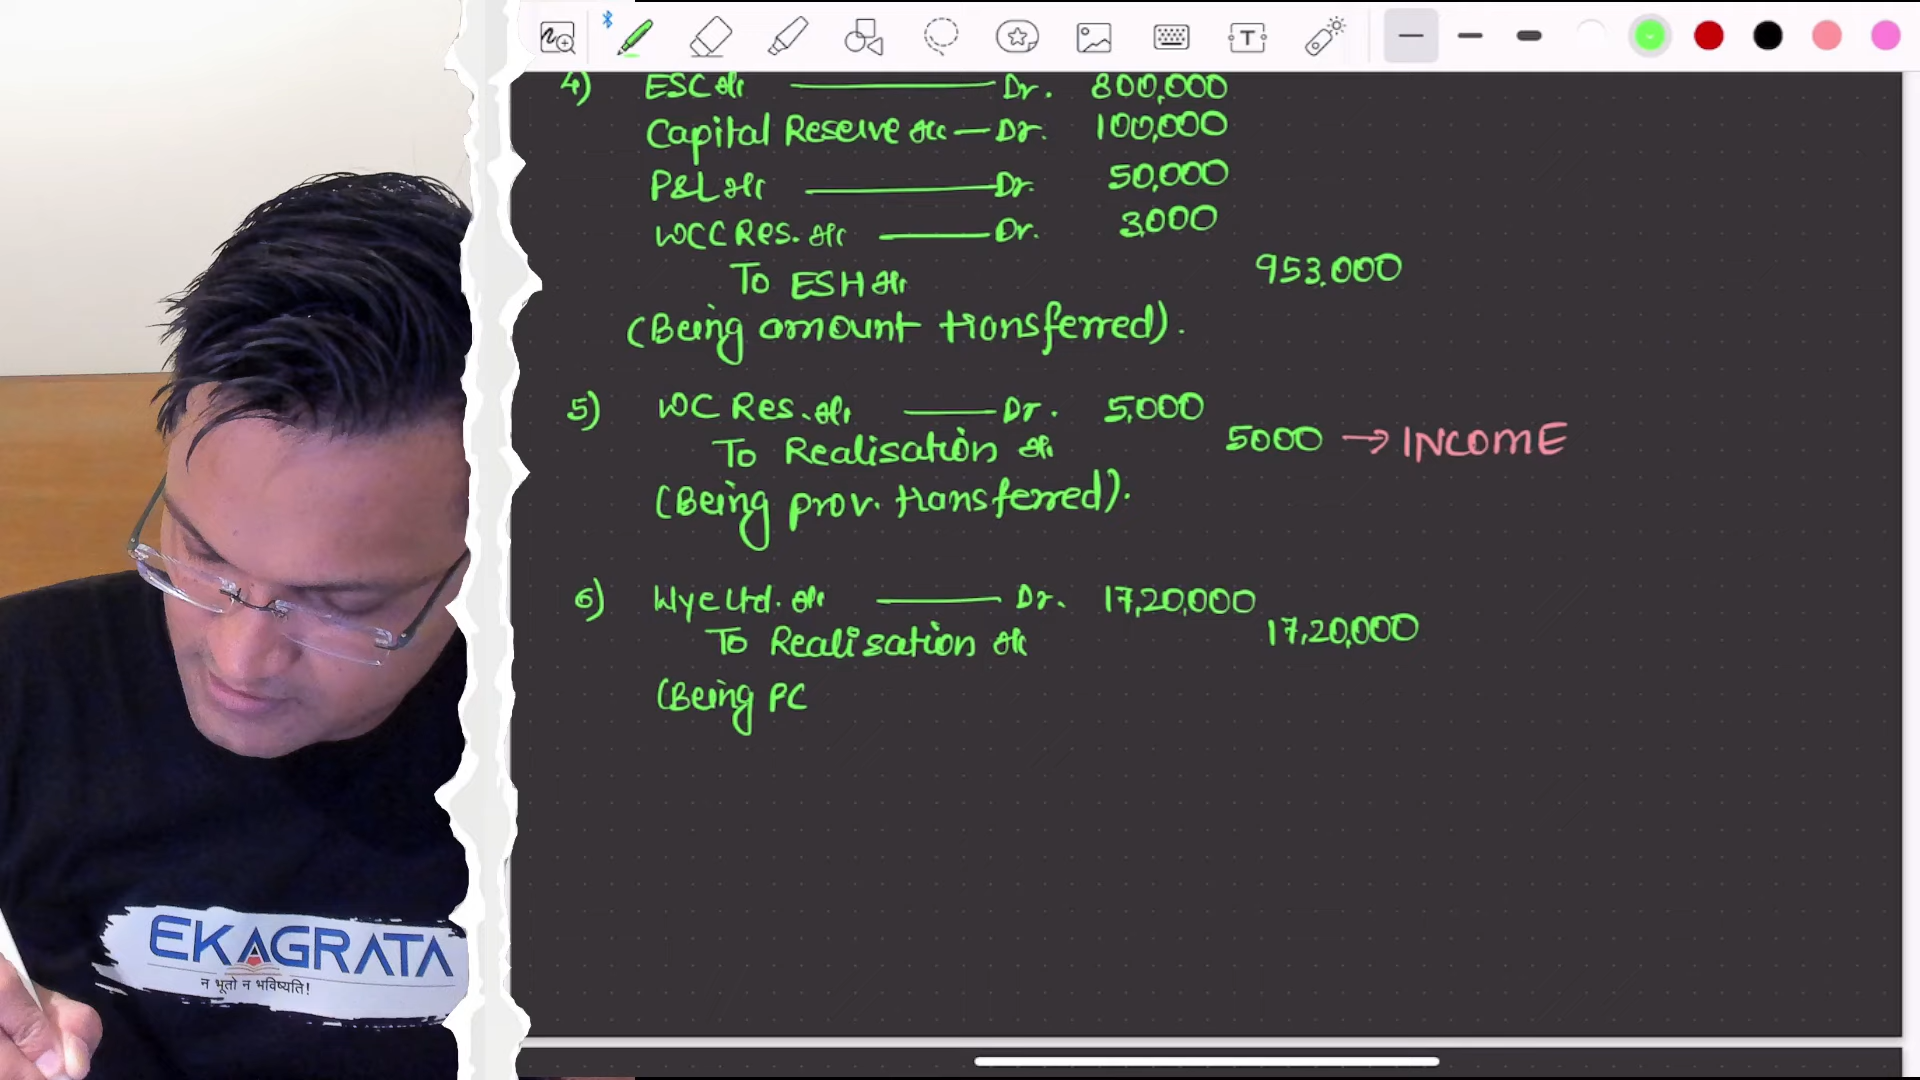 4) ESC A/c ——— Dr. 800,000
Capital Reserve A/c — Dr. 100,000
P&L A/c ——— Dr. 50,000
WCC Res. A/c ——— Dr. 3,000
To ESH A/c 953,000
(Being amount transferred).
5) WC Res. A/c ——— Dr. 5,000
To Realisation A/c 5000 → INCOME
(Being prov. transferred).
6) Wye Ltd. A/c ——— Dr. 17,20,000
To Realisation A/c 17,20,000
(Being PC
EKAGRATA
न भूतो न भविष्यति!
T